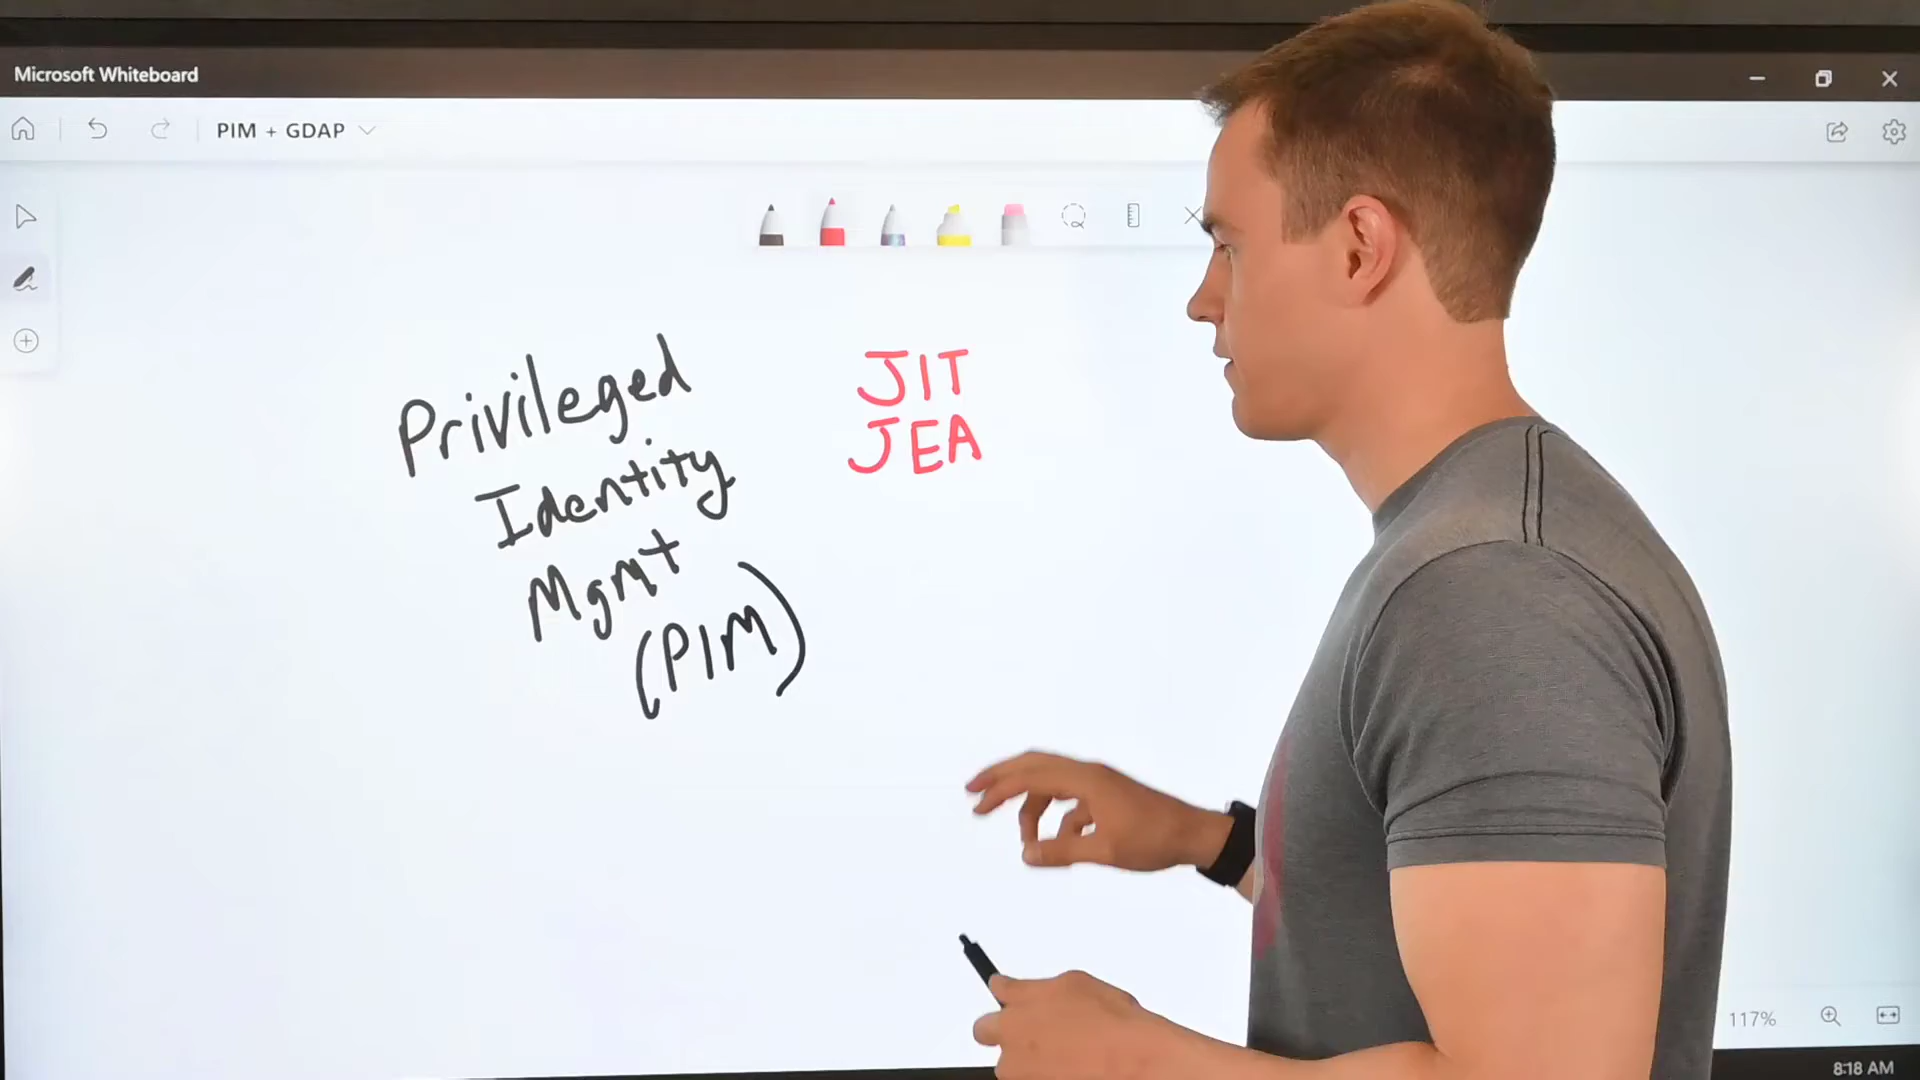 Microsoft Whiteboard
PIM + GDAP
Privileged
Identity
Mgmt
(PIM)
JIT
JEA
117%
8:18 AM